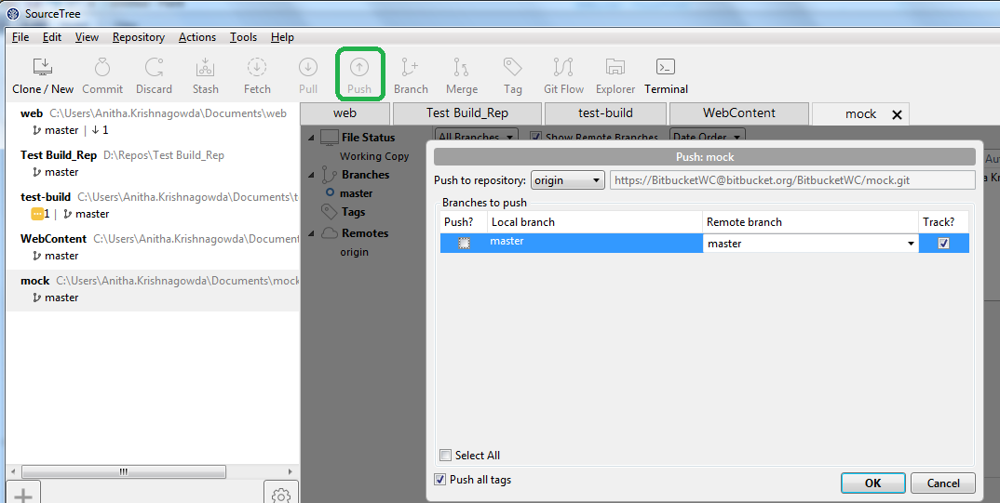 SourceTree
File Edit View Repository Actions Tools Help
Clone / New Commit Discard Stash Fetch Pull Push Branch Merge Tag Git Flow Explorer Terminal
web C:\Users\Anitha.Krishnagowda\Documents\web
master | 1
Test Build_Rep D:\Repos\Test Build_Rep
master
test-build C:\Users\Anitha.Krishnagowda\Documents\t
1 | master
WebContent C:\Users\Anitha.Krishnagowda\Document
master
mock C:\Users\Anitha.Krishnagowda\Documents\mock
master
web Test Build_Rep test-build WebContent mock
File Status
Working Copy
Branches
master
Tags
Remotes
origin
All Branches Show Remote Branches Date Order
Push: mock
Push to repository: origin https://BitbucketWC@bitbucket.org/BitbucketWC/mock.git
Branches to push
Push? Local branch Remote branch Track?
master master
Select All
Push all tags
OK Cancel